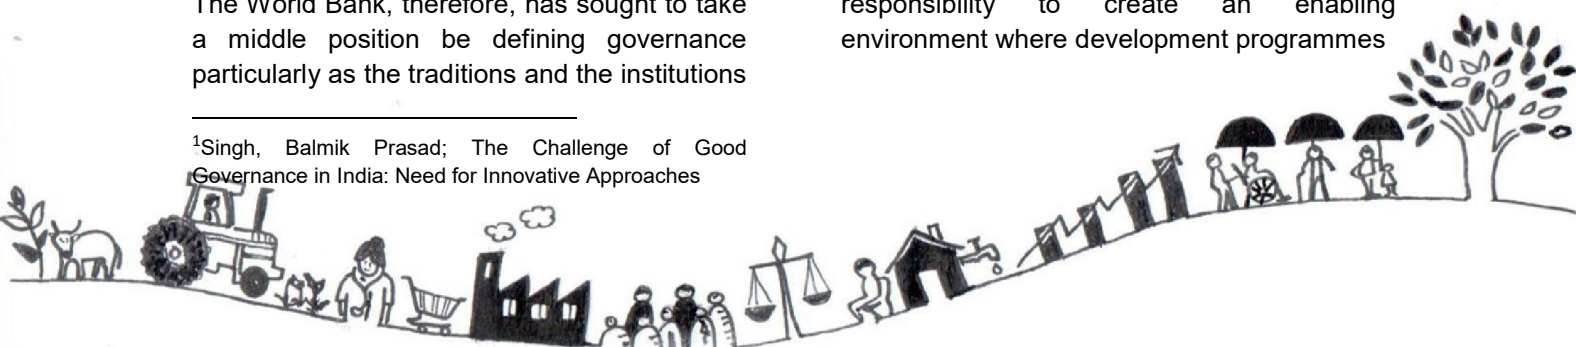 The World Bank, therefore, has sought to take
a middle position be defining governance
particularly as the traditions and the institutions
¹Singh, Balmik Prasad; The Challenge of Good
Governance in India: Need for Innovative Approaches
responsibility to create an enabling
environment where development programmes